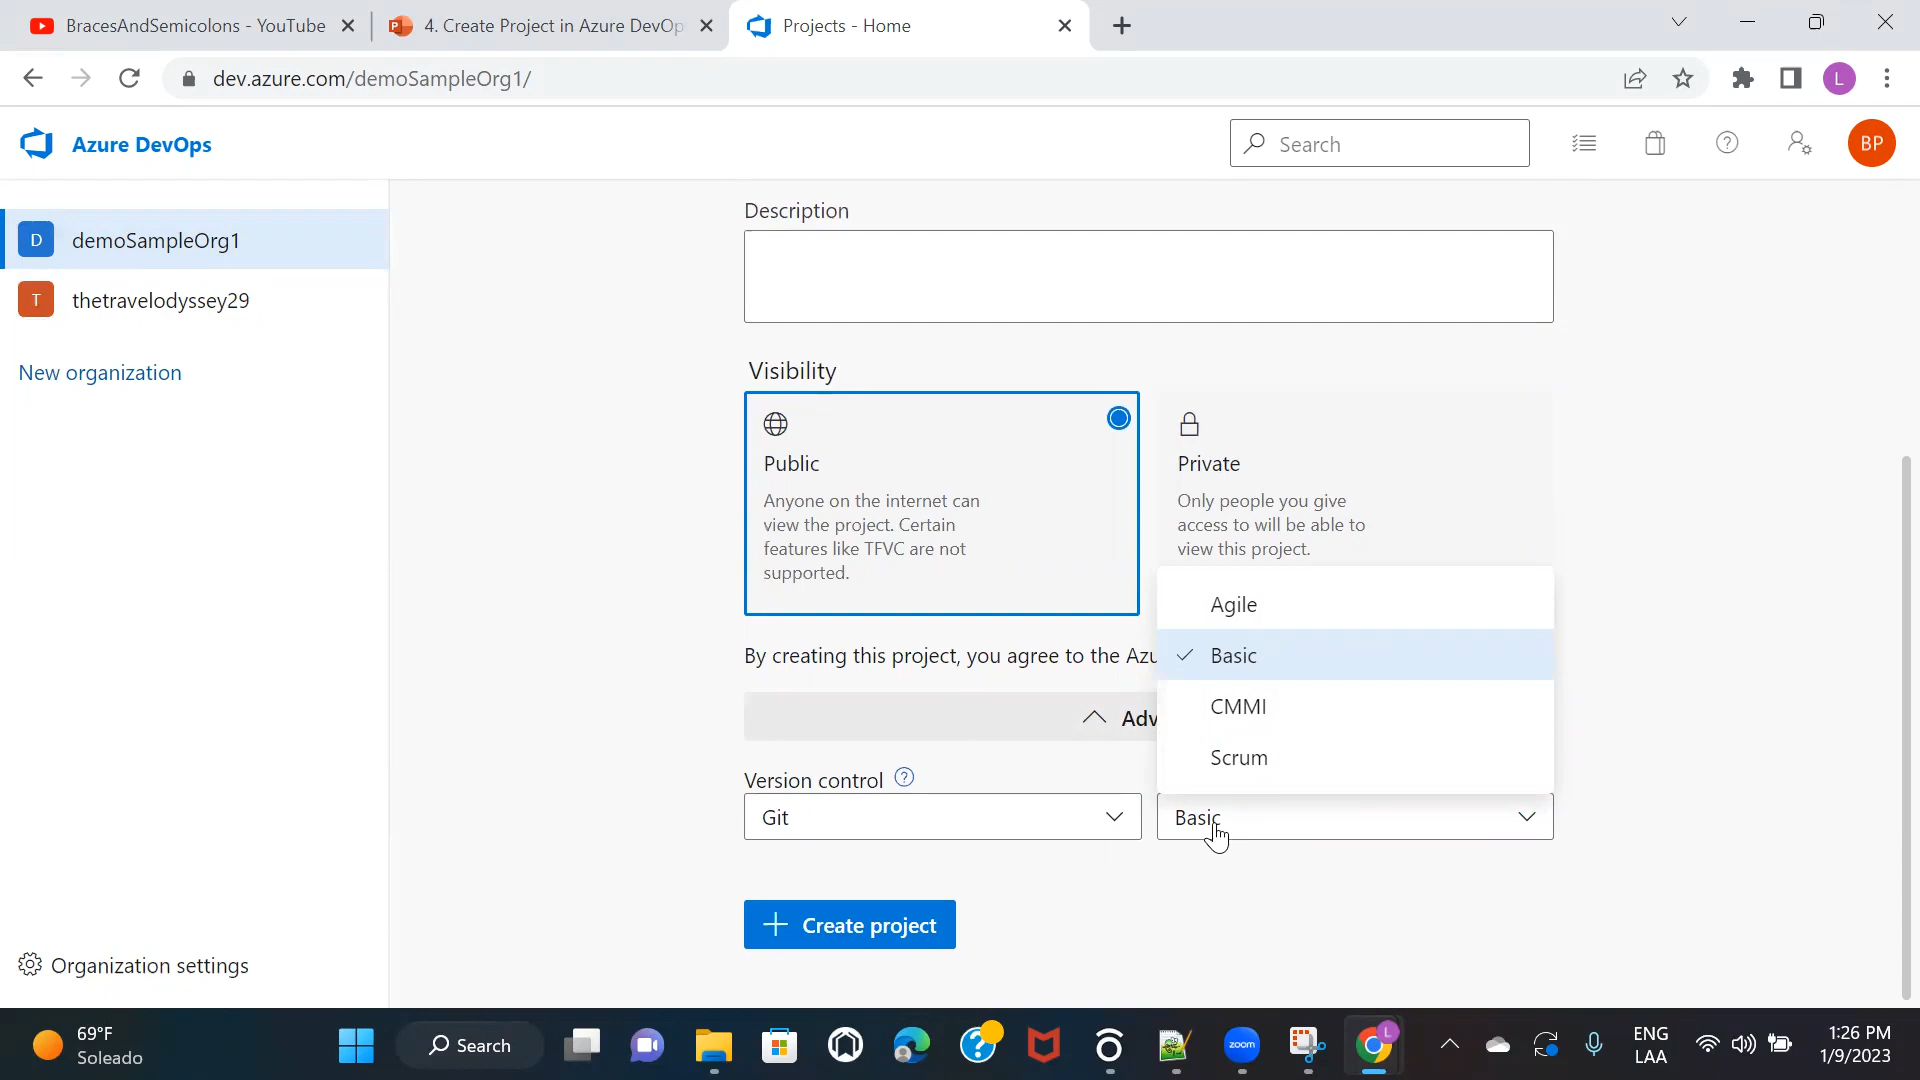 BracesAndSemicolons - YouTube
4. Create Project in Azure DevOp
Projects - Home
dev.azure.com/demoSampleOrg1/
L
Azure DevOps
Search
BP
D demoSampleOrg1
T thetravelodyssey29
New organization
Organization settings
Description
Visibility
Public
Anyone on the internet can
view the project. Certain
features like TFVC are not
supported.
Private
Only people you give
access to will be able to
view this project.
By creating this project, you agree to the Azu
Adv
Agile
Basic
CMMI
Scrum
Version control
Git
Basic
Create project
69°F
Soleado
Search
zoom
L
ENG
LAA
1:26 PM
1/9/2023